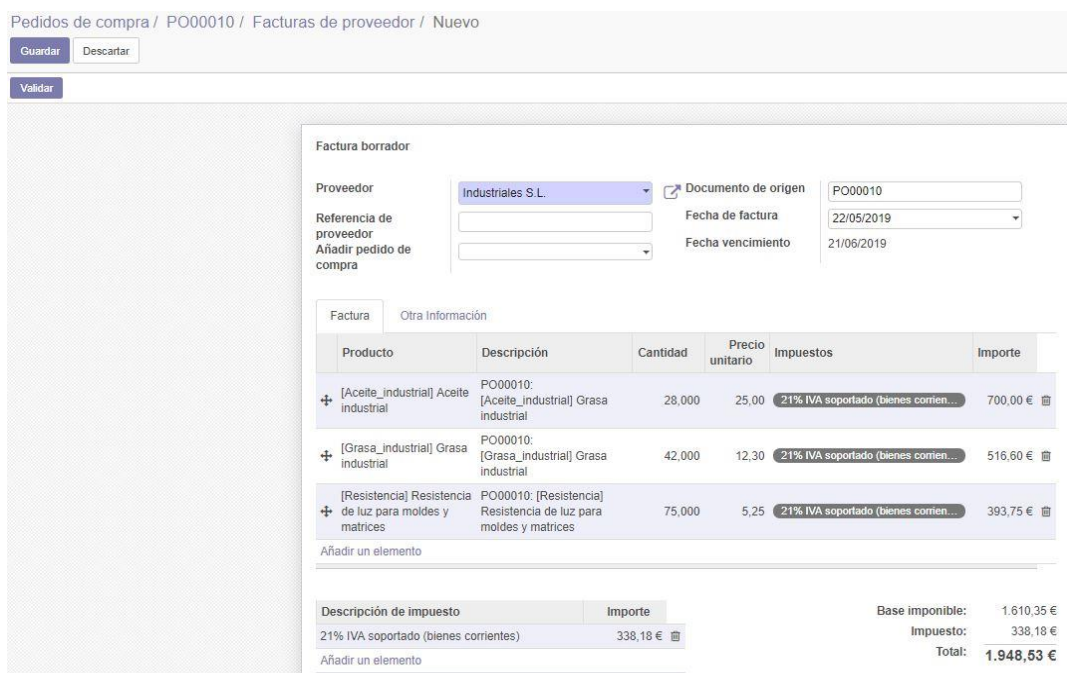 Pedidos de compra / PO00010 / Facturas de proveedor / Nuevo
Guardar Descartar
Validar
Factura borrador
Proveedor Industriales S.L. Documento de origen PO00010
Referencia de proveedor Fecha de factura 22/05/2019
Añadir pedido de compra Fecha vencimiento 21/06/2019
Factura Otra Información
Producto Descripción Cantidad Precio unitario Impuestos Importe
[Aceite_industrial] Aceite industrial PO00010: [Aceite_industrial] Grasa industrial 28,000 25,00 21% IVA soportado (bienes corrien... 700,00 €
[Grasa_industrial] Grasa industrial PO00010: [Grasa_industrial] Grasa industrial 42,000 12,30 21% IVA soportado (bienes corrien... 516,60 €
[Resistencia] Resistencia de luz para moldes y matrices PO00010: [Resistencia] Resistencia de luz para moldes y matrices 75,000 5,25 21% IVA soportado (bienes corrien... 393,75 €
Añadir un elemento
Descripción de impuesto Importe
21% IVA soportado (bienes corrientes) 338,18 €
Añadir un elemento
Base imponible: 1.610,35 €
Impuesto: 338,18 €
Total: 1.948,53 €